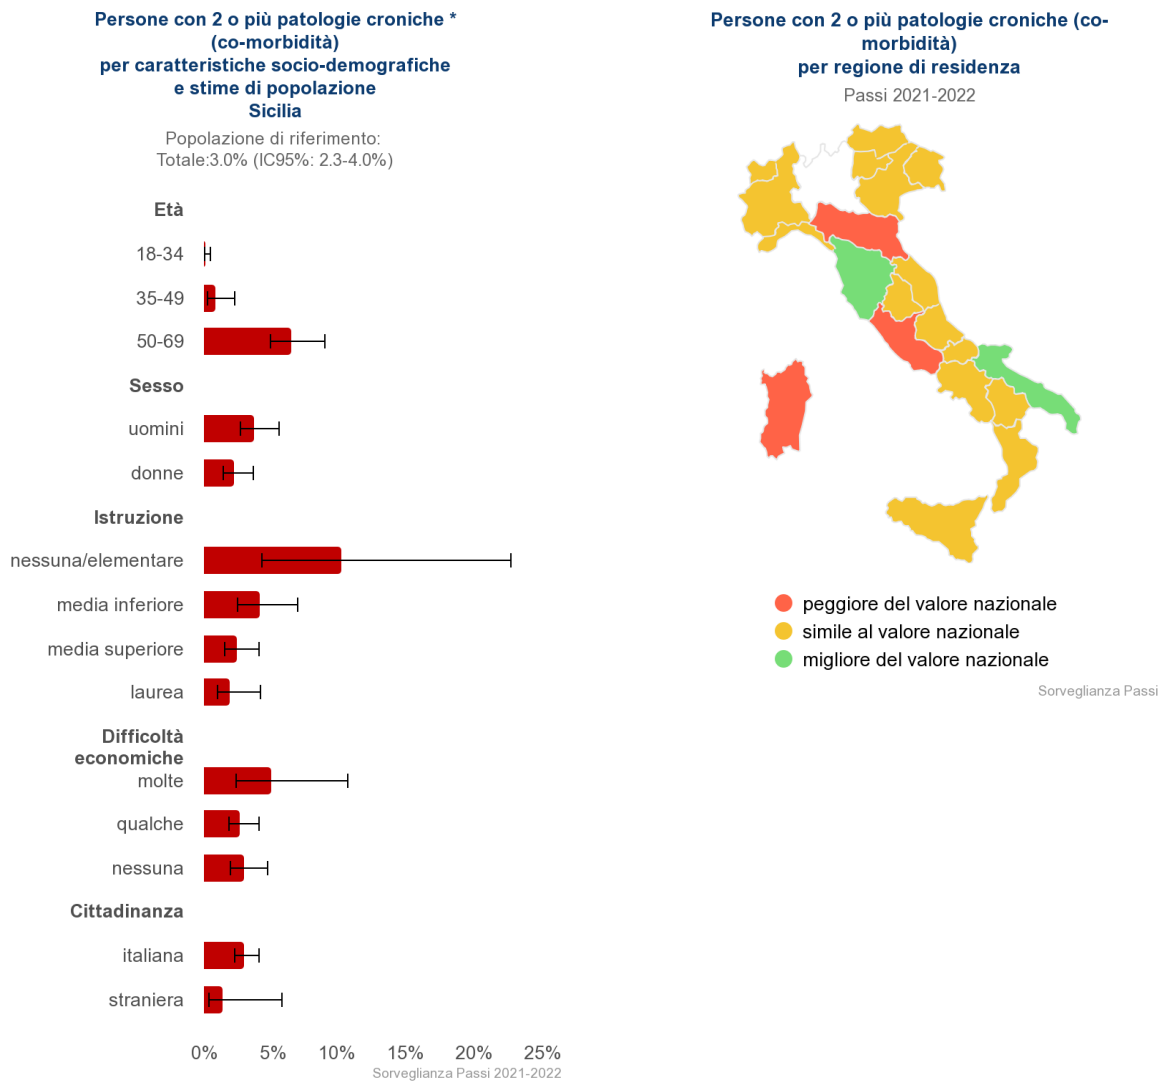 Persone con 2 o più patologie croniche *
(co-morbidità)
per caratteristiche socio-demografiche
e stime di popolazione
Sicilia
Popolazione di riferimento:
Totale:3.0% (IC95%: 2.3-4.0%)
Età
18-34
35-49
50-69
Sesso
uomini
donne
Istruzione
nessuna/elementare
media inferiore
media superiore
laurea
Difficoltà
economiche
molte
qualche
nessuna
Cittadinanza
italiana
straniera
0% 5% 10% 15% 20% 25%
Sorveglianza Passi 2021-2022
Persone con 2 o più patologie croniche (co-
morbidità)
per regione di residenza
Passi 2021-2022
peggiore del valore nazionale
simile al valore nazionale
migliore del valore nazionale
Sorveglianza Passi